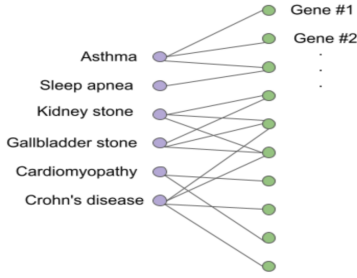 Gene #1
Gene #2
.
.
.
Asthma
Sleep apnea
Kidney stone
Gallbladder stone
Cardiomyopathy
Crohn's disease